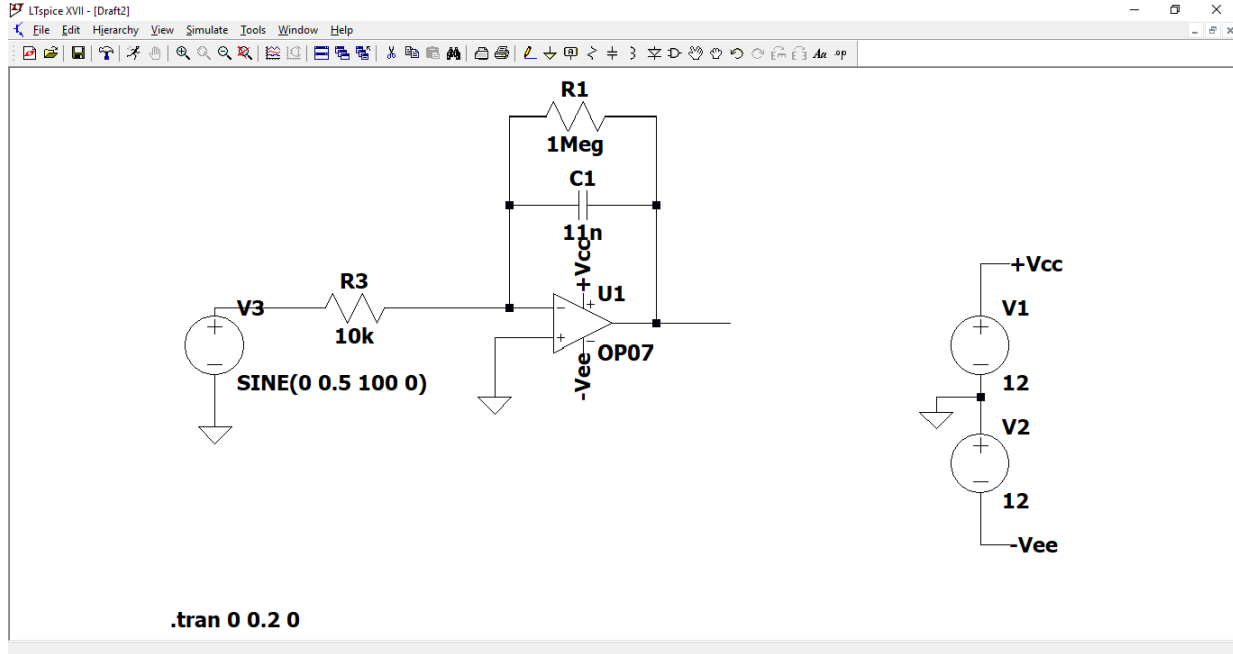 LTspice XVII - [Draft2]
File Edit Hierarchy View Simulate Tools Window Help
Aa .op
R1
1Meg
C1
11n
+Vcc
U1
OP07
-Vee
R3
10k
V3
SINE(0 0.5 100 0)
+Vcc
V1
12
V2
12
-Vee
.tran 0 0.2 0